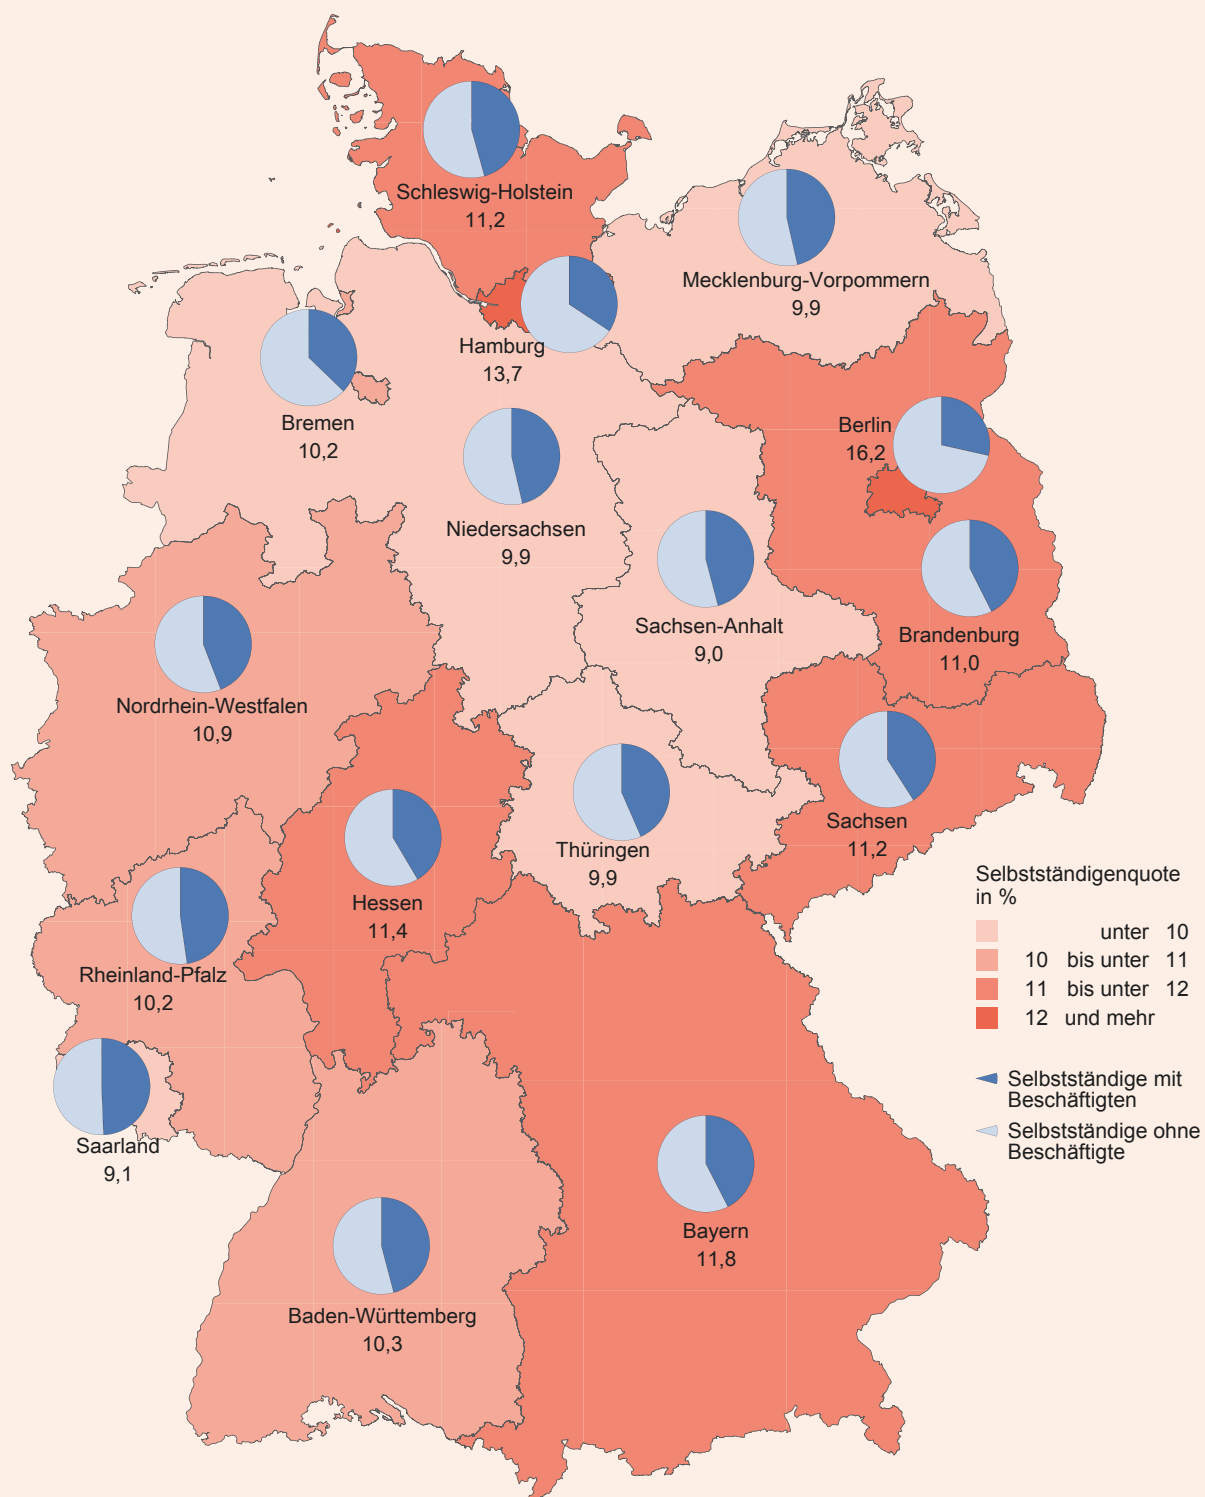 Schleswig-Holstein
11,2
Mecklenburg-Vorpommern
9,9
Hamburg
13,7
Bremen
10,2
Berlin
16,2
Niedersachsen
9,9
Sachsen-Anhalt
9,0
Brandenburg
11,0
Nordrhein-Westfalen
10,9
Sachsen
11,2
Thüringen
9,9
Hessen
11,4
Rheinland-Pfalz
10,2
Saarland
9,1
Bayern
11,8
Baden-Württemberg
10,3
Selbstständigenquote
in %
unter 10
10 bis unter 11
11 bis unter 12
12 und mehr
Selbstständige mit
Beschäftigten
Selbstständige ohne
Beschäftigte